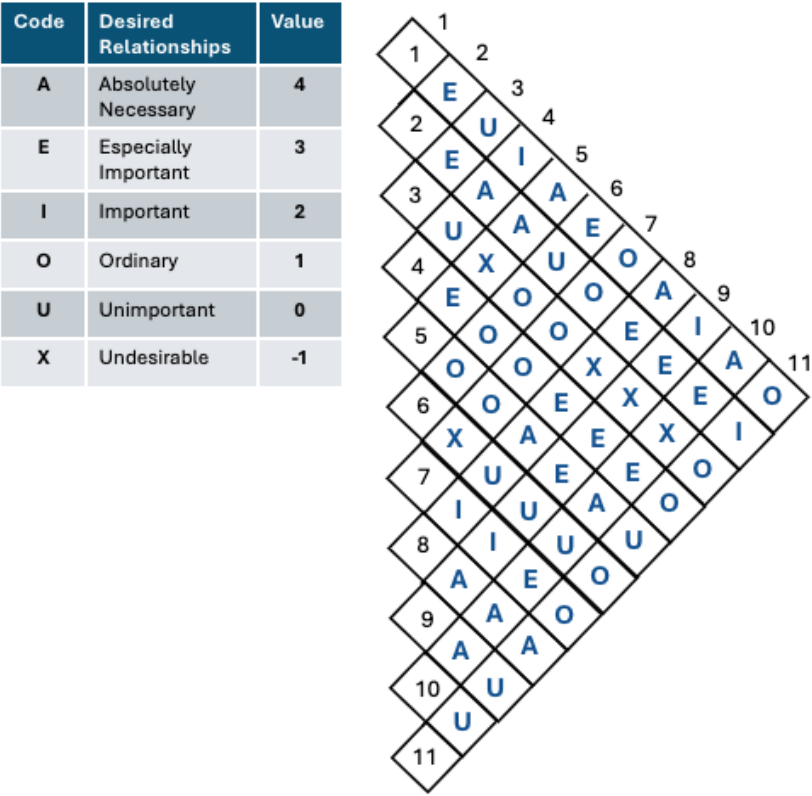 Code Desired Relationships Value
A Absolutely Necessary 4
E Especially Important 3
I Important 2
O Ordinary 1
U Unimportant 0
X Undesirable -1
1
1 2
E 3
2 U 4
E I 5
3 A A 6
U A E 7
4 X U O 8
E O O A 9
5 O O E I 10
O O X E A 11
6 O E X E O
X A E X I
7 U E E O
I U A O
8 I U U
A E O
9 A O
A A
10 U
U
11